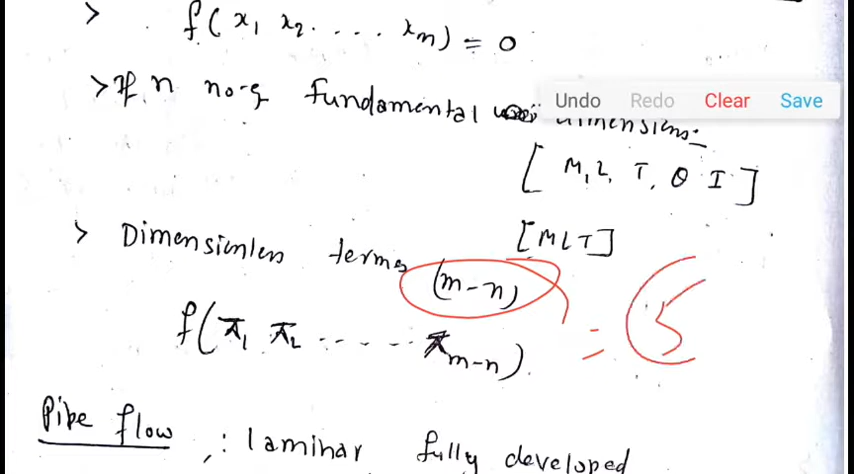 > f( x₁ x₂ . . . . . xm) = 0
> If n no. of fundamental dimensions
Undo Redo Clear Save
[ M, L, T, θ I ]
> Dimensionless terms (m-n) [MLT]
= 5
f( π₁ π₂ . . . . . . πm-n)
Pipe flow : laminar fully developed